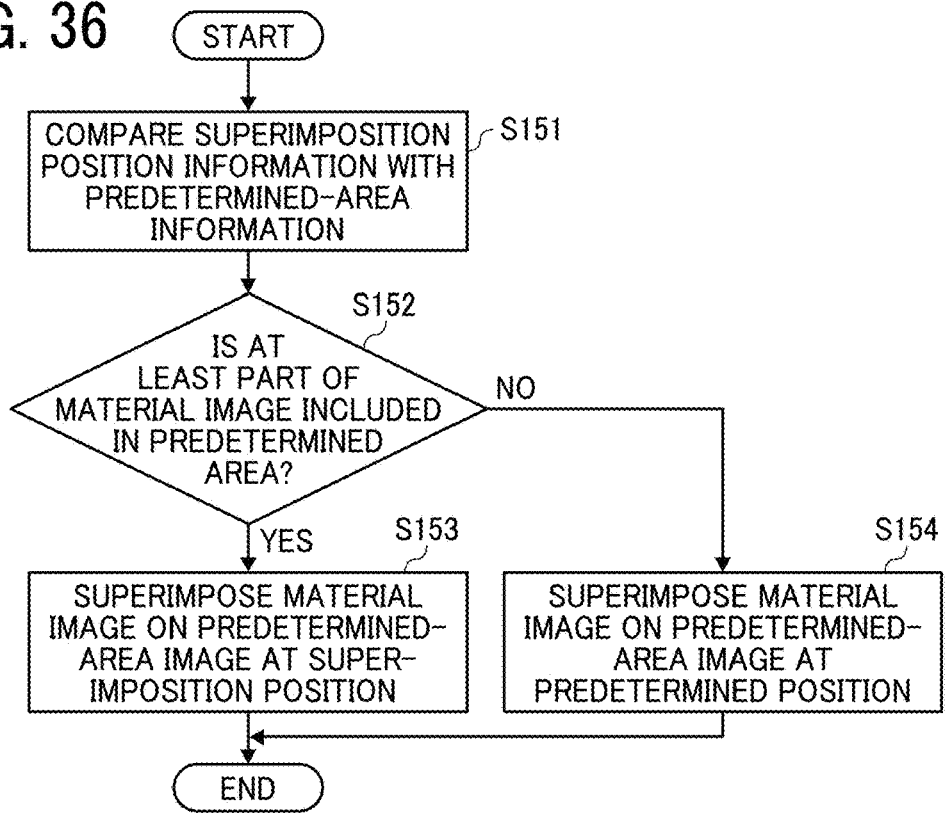 G. 36
START
COMPARE SUPERIMPOSITION
POSITION INFORMATION WITH
PREDETERMINED-AREA
INFORMATION
S151
S152
IS AT
LEAST PART OF
MATERIAL IMAGE INCLUDED
IN PREDETERMINED
AREA?
NO
YES
S153
SUPERIMPOSE MATERIAL
IMAGE ON PREDETERMINED-
AREA IMAGE AT SUPER-
IMPOSITION POSITION
S154
SUPERIMPOSE MATERIAL
IMAGE ON PREDETERMINED-
AREA IMAGE AT
PREDETERMINED POSITION
END